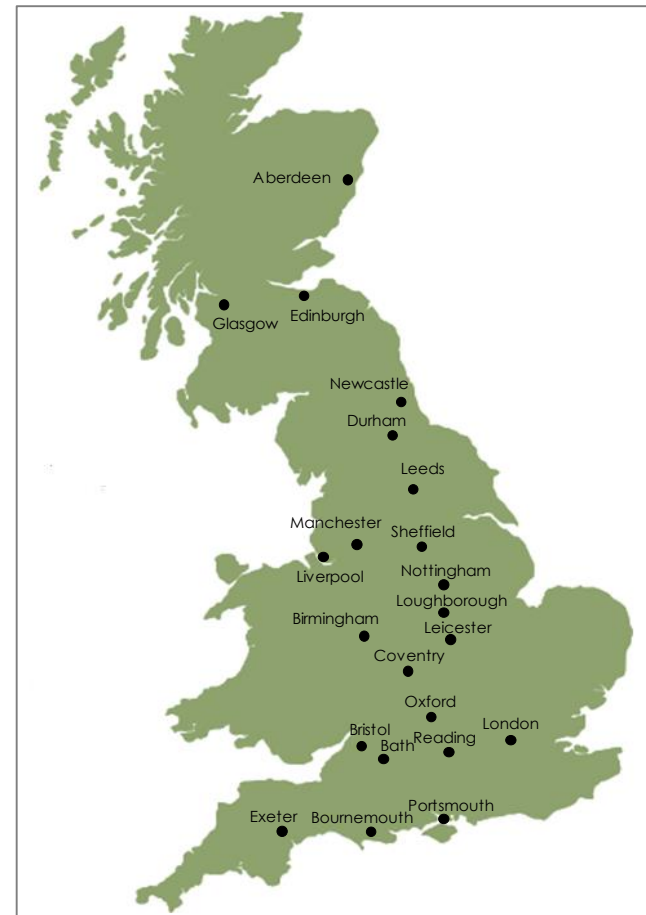 Aberdeen
Edinburgh
Glasgow
Newcastle
Durham
Leeds
Manchester
Sheffield
Liverpool
Nottingham
Loughborough
Birmingham
Leicester
Coventry
Oxford
Bristol
Reading
London
Bath
Portsmouth
Exeter
Bournemouth